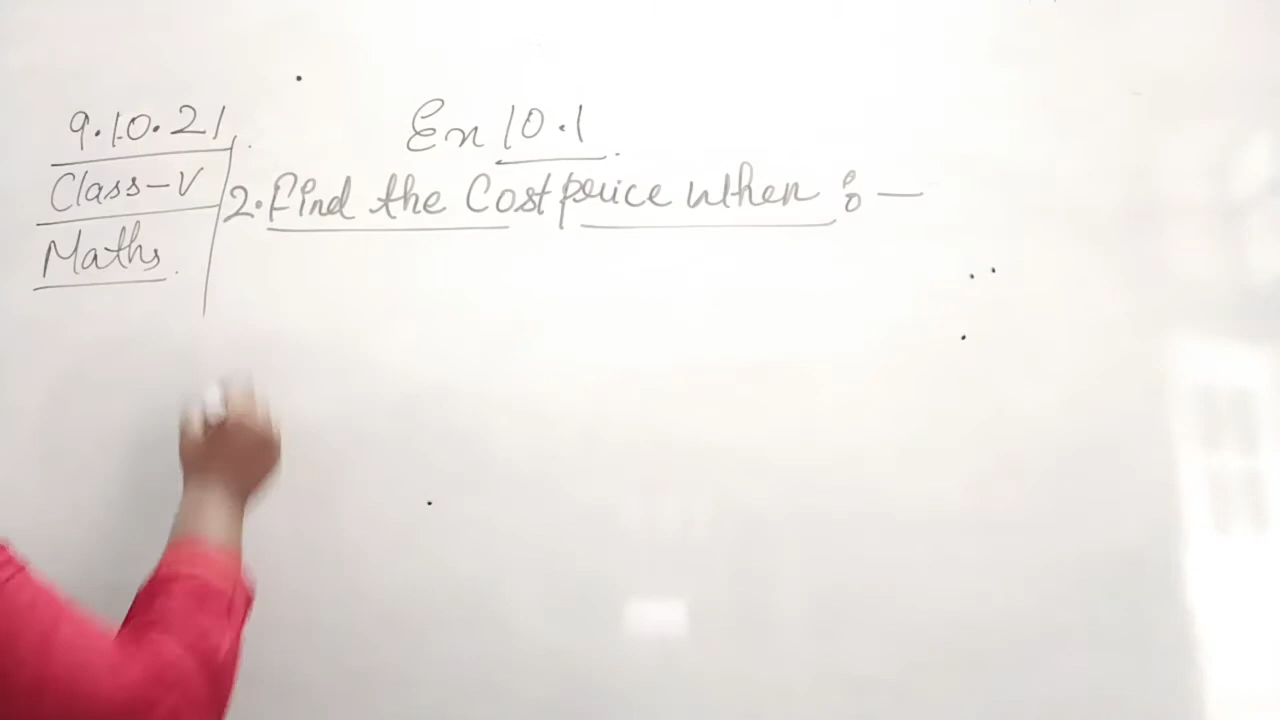 9.10.21
Class-V
Maths
Ex 10.1
2. Find the Cost price when :-